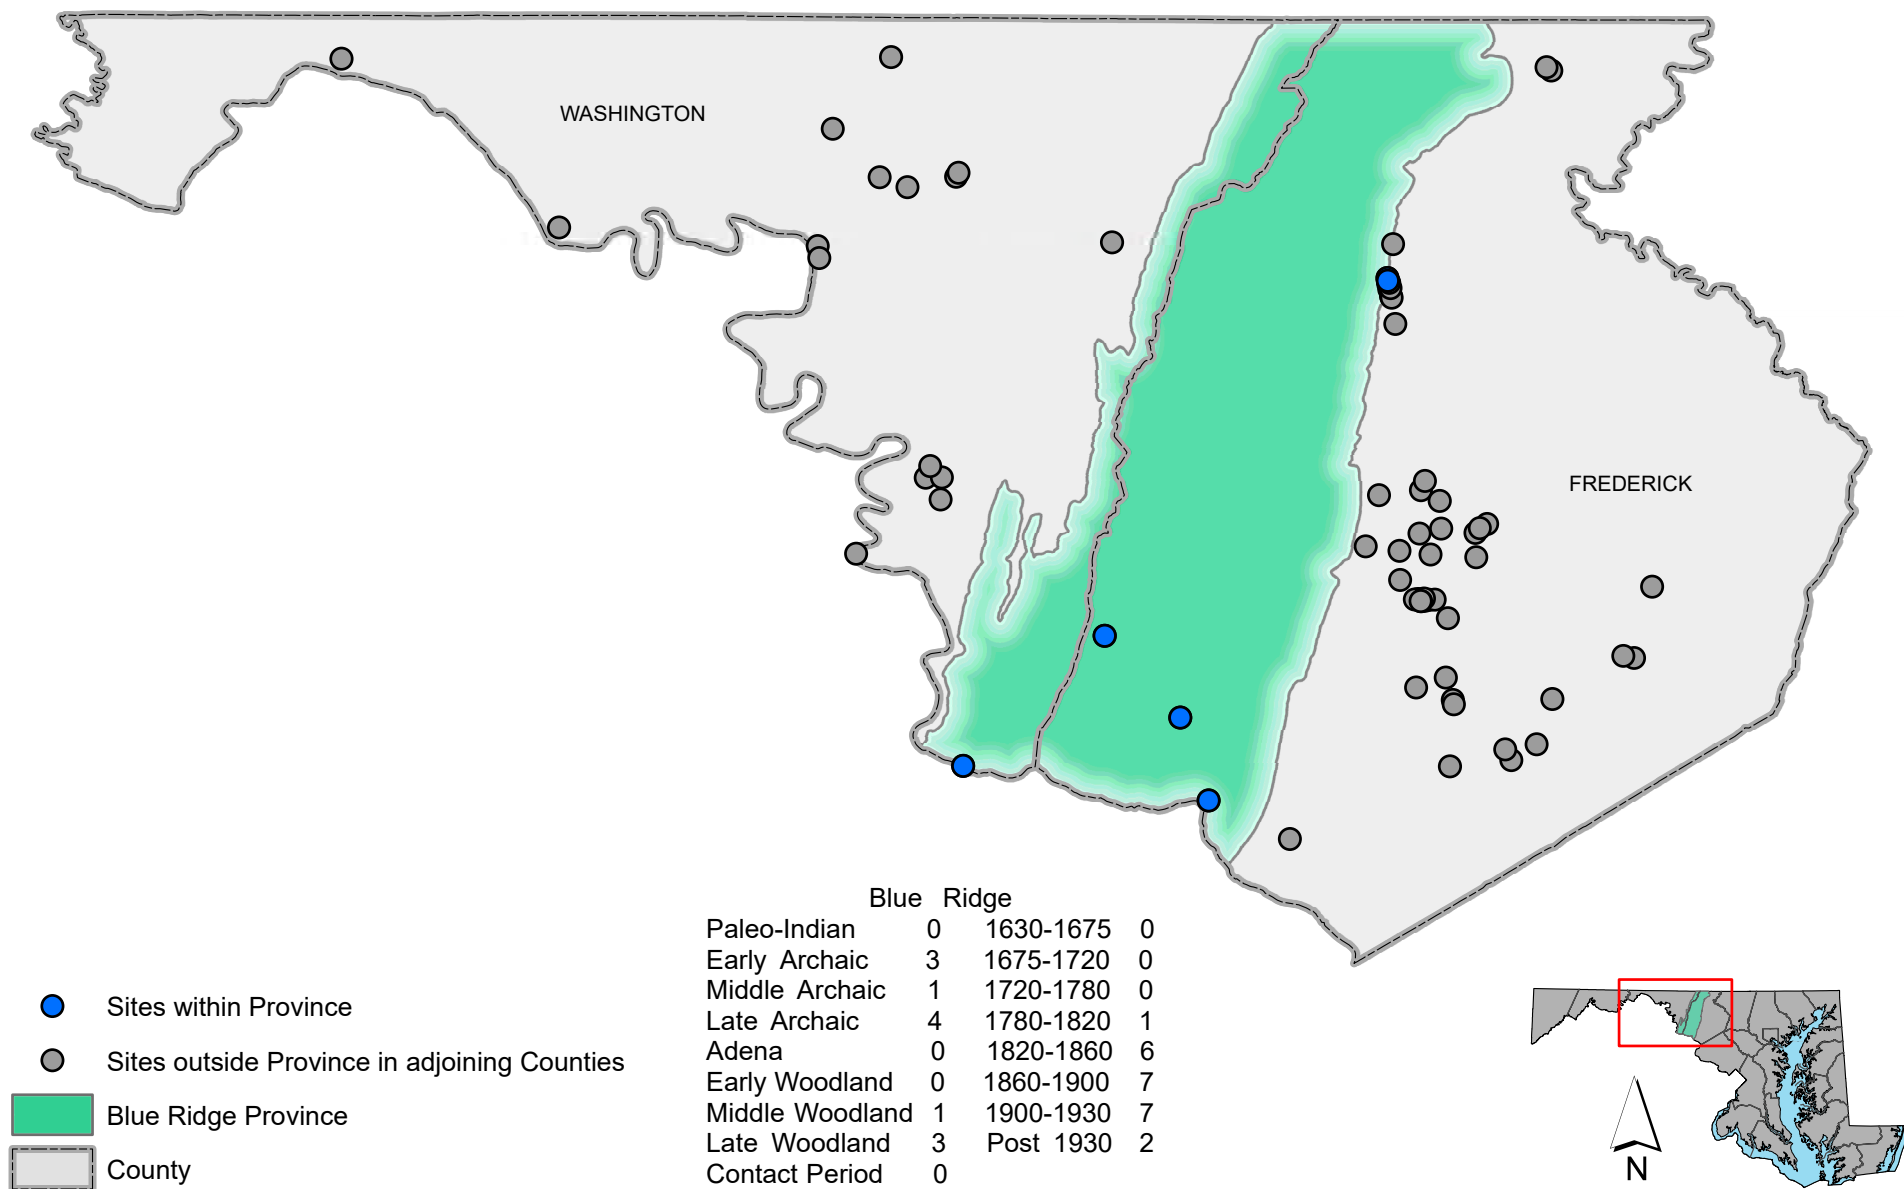 WASHINGTON
FREDERICK
Blue Ridge
Paleo-Indian 0 1630-1675 0
Early Archaic 3 1675-1720 0
Middle Archaic 1 1720-1780 0
Late Archaic 4 1780-1820 1
Adena 0 1820-1860 6
Early Woodland 0 1860-1900 7
Middle Woodland 1 1900-1930 7
Late Woodland 3 Post 1930 2
Contact Period 0
Sites within Province
Sites outside Province in adjoining Counties
Blue Ridge Province
County
N